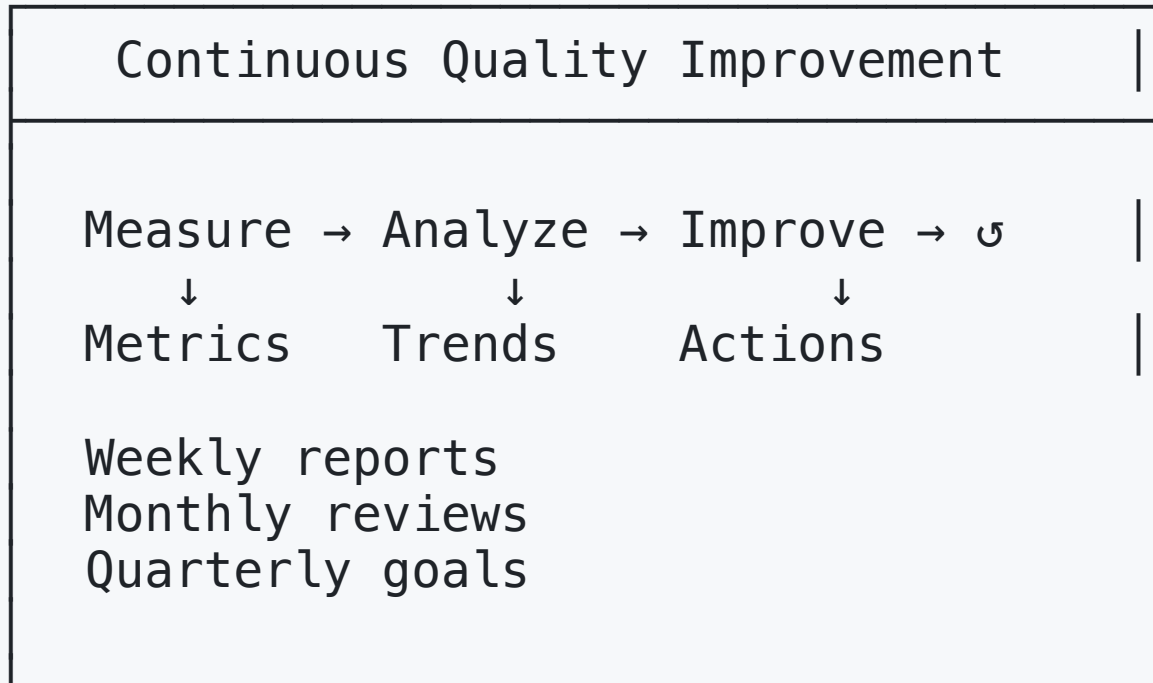 Continuous Quality Improvement
Measure → Analyze → Improve → ↺
↓ ↓ ↓
Metrics Trends Actions
Weekly reports
Monthly reviews
Quarterly goals